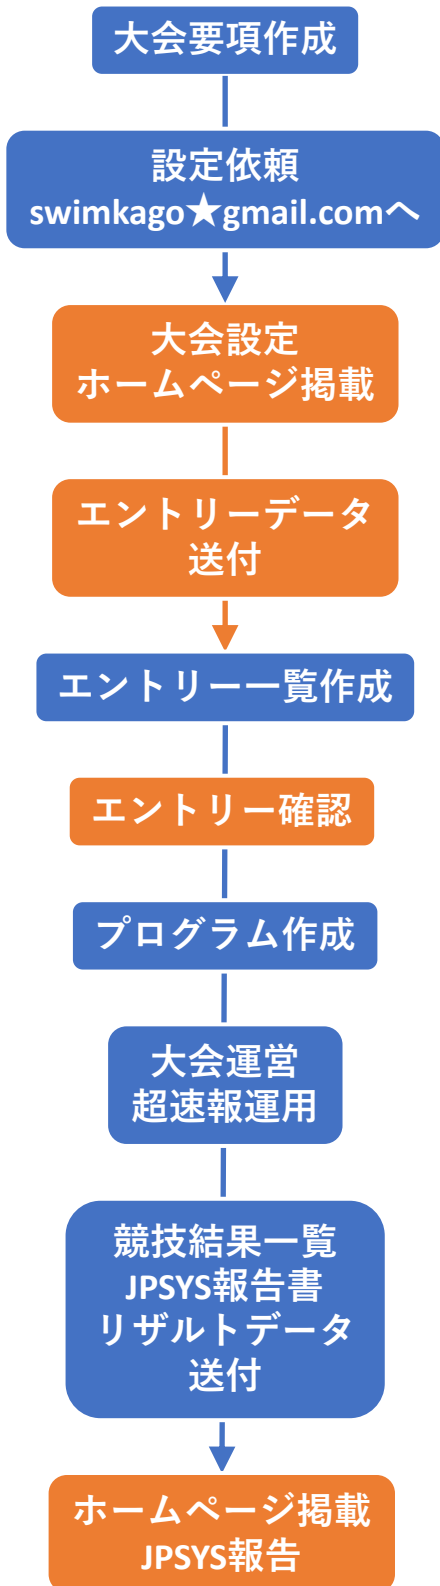 大会要項作成
設定依頼
swimkago★gmail.comへ
大会設定
ホームページ掲載
エントリーデータ
送付
エントリー一覧作成
エントリー確認
プログラム作成
大会運営
超速報運用
競技結果一覧
JPSYS報告書
リザルトデータ
送付
ホームページ掲載
JPSYS報告